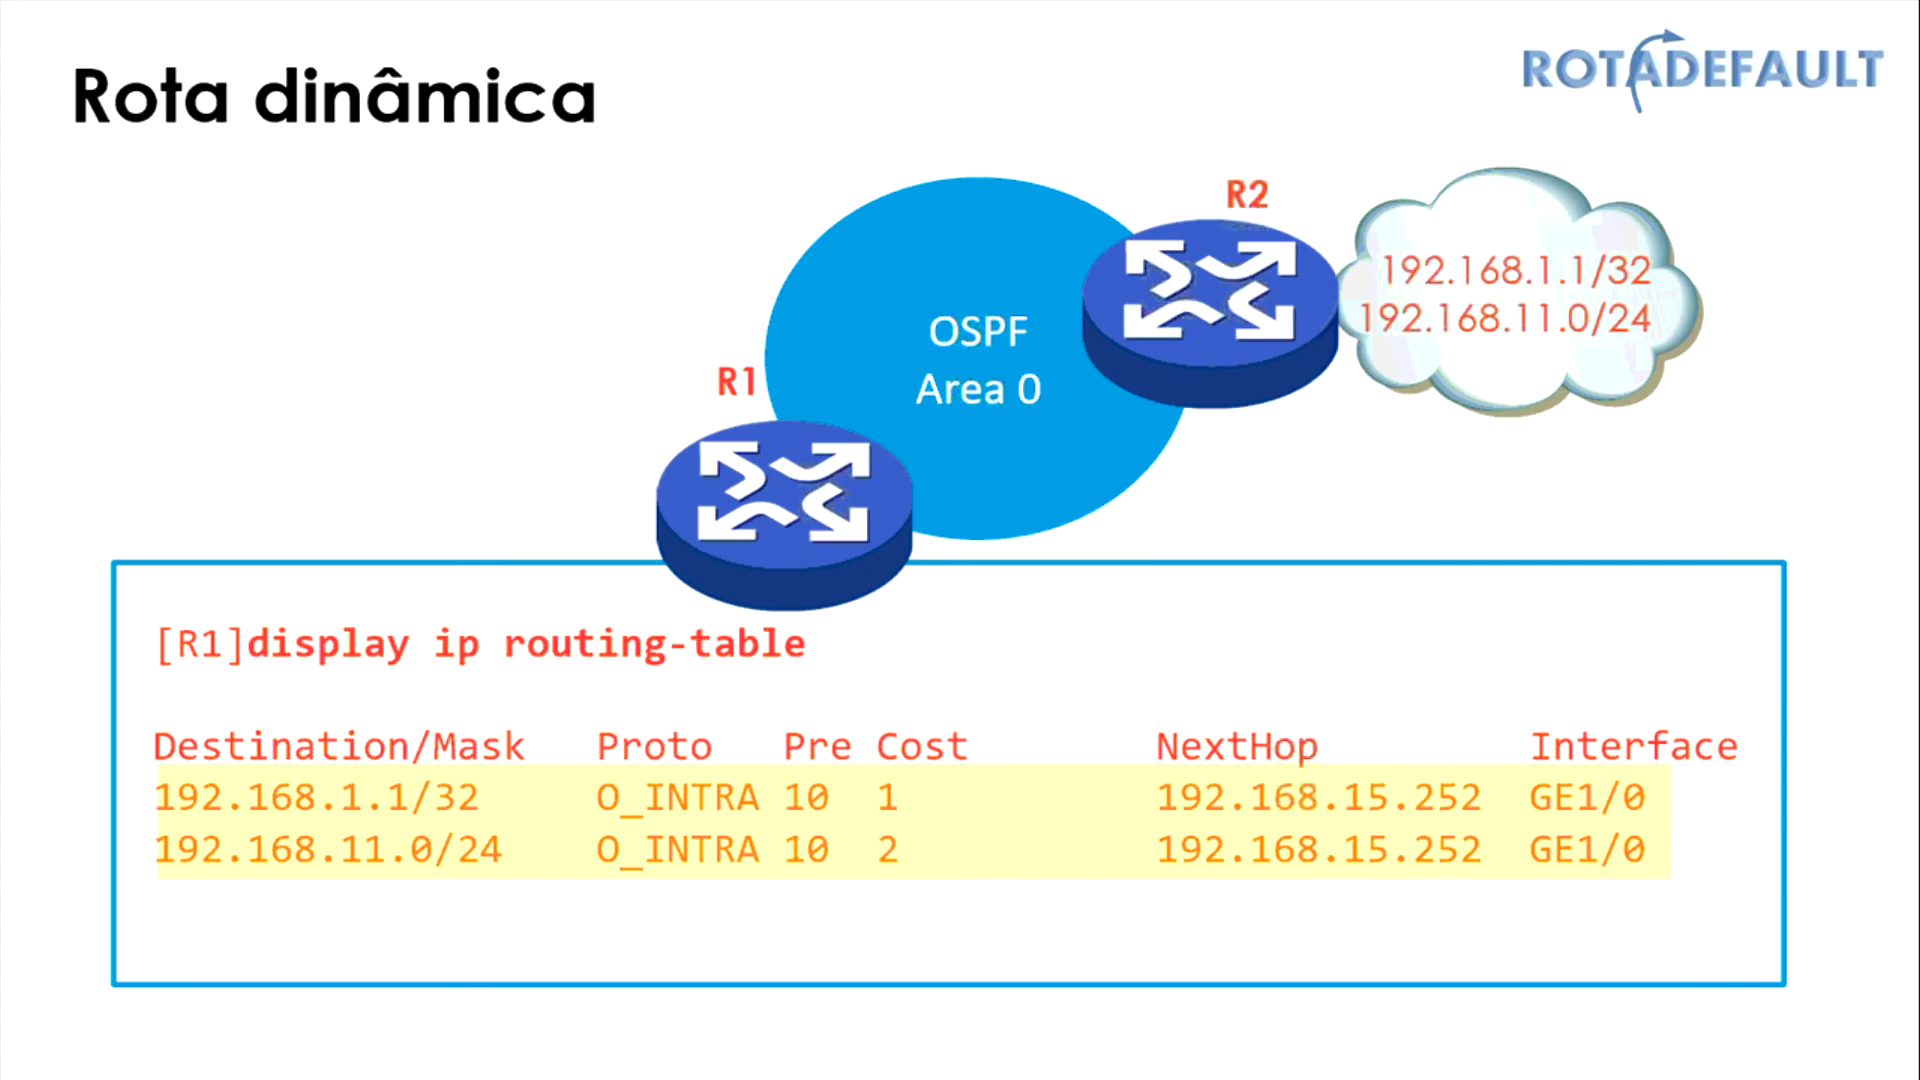 Rota dinâmica
ROTADEFAULT
R2
192.168.1.1/32
192.168.11.0/24
OSPF
Area 0
R1
[R1]display ip routing-table
Destination/Mask Proto Pre Cost NextHop Interface
192.168.1.1/32 O_INTRA 10 1 192.168.15.252 GE1/0
192.168.11.0/24 O_INTRA 10 2 192.168.15.252 GE1/0